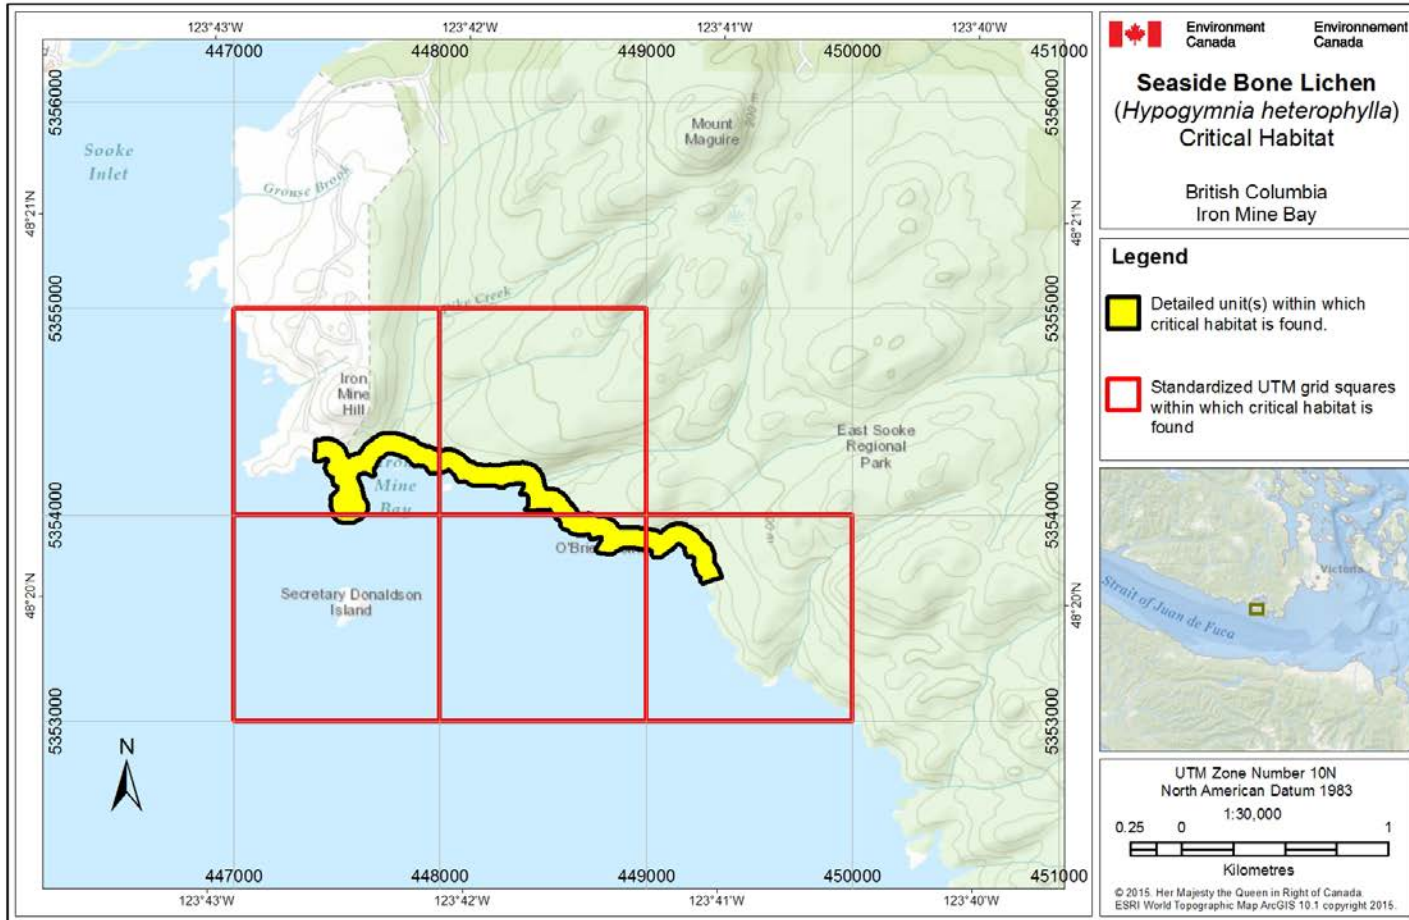 123°43'W 123°42'W 123°41'W 123°40'W
447000 448000 449000 450000 451000
5356000 5356000
Mount
Maguire
200 m
Sooke
Inlet
Grouse Brook
48°21'N 48°21'N
5355000 5355000
Pike Creek
Iron
Mine
Hill
East Sooke
Regional
Park
Iron
Mine
Bay
5354000 5354000
Secretary Donaldson
Island
48°20'N 48°20'N
5353000 5353000
N
447000 448000 449000 450000 451000
123°43'W 123°42'W 123°41'W 123°40'W
Environment Environnement
Canada Canada
Seaside Bone Lichen
(Hypogymnia heterophylla)
Critical Habitat
British Columbia
Iron Mine Bay
Legend
Detailed unit(s) within which
critical habitat is found.
Standardized UTM grid squares
within which critical habitat is
found
Victoria
Strait of Juan de Fuca
UTM Zone Number 10N
North American Datum 1983
1:30,000
0.25 0 1
Kilometres
© 2015. Her Majesty the Queen in Right of Canada.
ESRI World Topographic Map ArcGIS 10.1 copyright 2015.